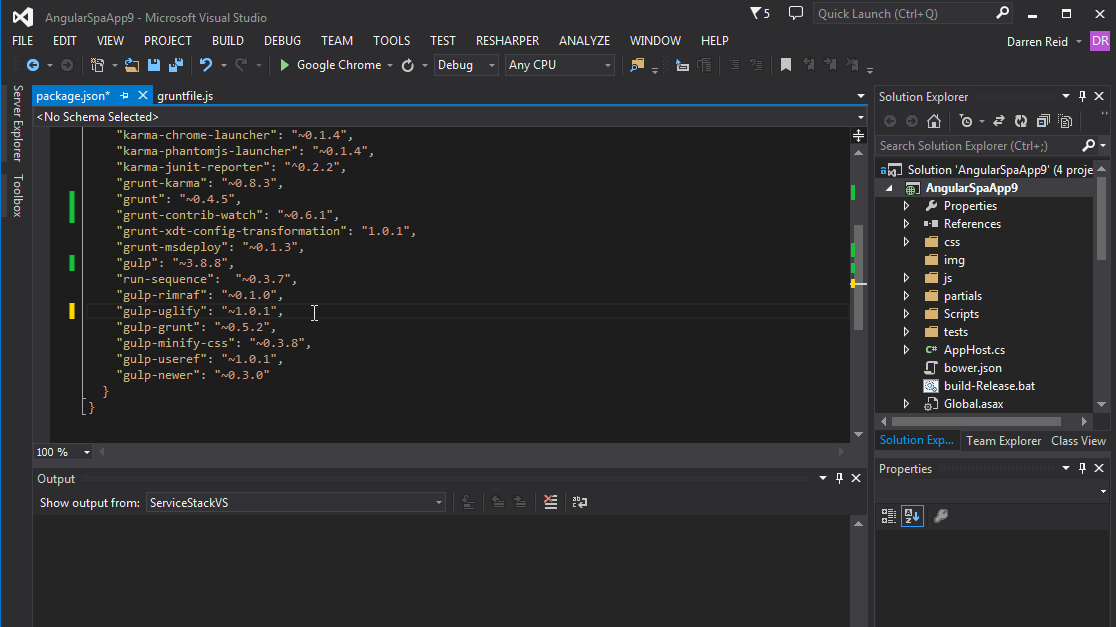 AngularSpaApp9 - Microsoft Visual Studio
5
Quick Launch (Ctrl+Q)
FILE EDIT VIEW PROJECT BUILD DEBUG TEAM TOOLS TEST RESHARPER ANALYZE WINDOW HELP
Darren Reid DR
Google Chrome Debug Any CPU
Server Explorer
Toolbox
package.json* gruntfile.js
<No Schema Selected>
"karma-chrome-launcher": "~0.1.4",
"karma-phantomjs-launcher": "~0.1.4",
"karma-junit-reporter": "^0.2.2",
"grunt-karma": "~0.8.3",
"grunt": "~0.4.5",
"grunt-contrib-watch": "~0.6.1",
"grunt-xdt-config-transformation": "1.0.1",
"grunt-msdeploy": "~0.1.3",
"gulp": "~3.8.8",
"run-sequence":  "~0.3.7",
"gulp-rimraf": "~0.1.0",
"gulp-uglify": "~1.0.1",
"gulp-grunt": "~0.5.2",
"gulp-minify-css": "~0.3.8",
"gulp-useref": "~1.0.1",
"gulp-newer": "~0.3.0"
}
}
100 %
Output
Show output from: ServiceStackVS
Solution Explorer
Search Solution Explorer (Ctrl+;)
Solution 'AngularSpaApp9' (4 proje
AngularSpaApp9
Properties
References
css
img
js
partials
Scripts
tests
C# AppHost.cs
bower.json
build-Release.bat
Global.asax
Solution Exp... Team Explorer Class View
Properties